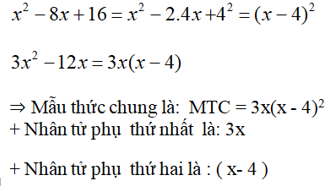 x² – 8x + 16 = x² – 2.4x +4² = (x – 4)²
3x² – 12x = 3x(x – 4)
⇒ Mẫu thức chung là: MTC = 3x(x - 4)²
+ Nhân tử phụ thứ nhất là: 3x
+ Nhân tử phụ thứ hai là : ( x- 4 )